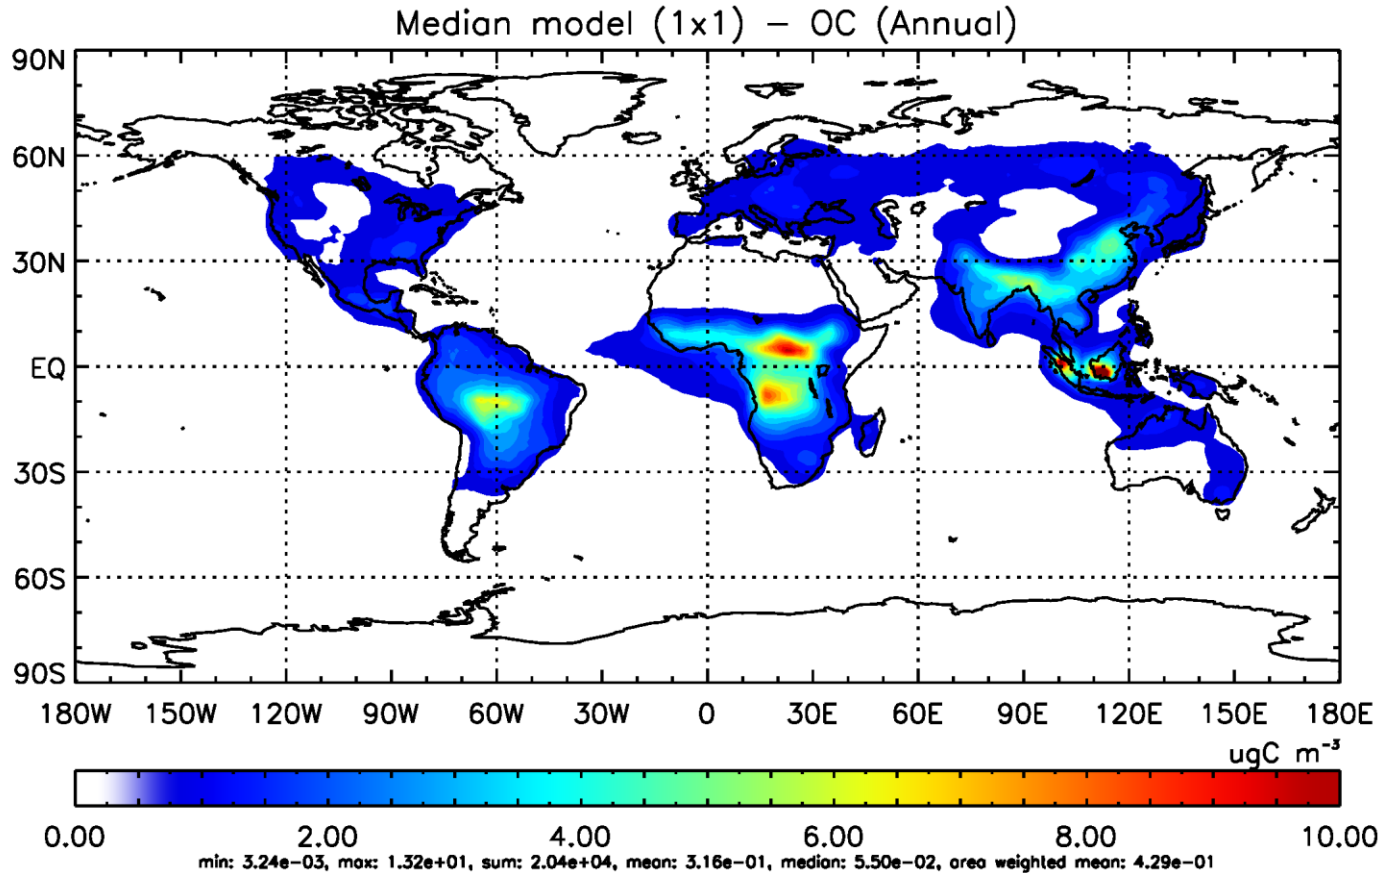 Median model (1x1) – OC (Annual)
90N
60N
30N
EQ
30S
60S
90S
180W 150W 120W 90W 60W 30W 0 30E 60E 90E 120E 150E 180E
ugC m⁻³
0.00 2.00 4.00 6.00 8.00 10.00
min: 3.24e−03, max: 1.32e+01, sum: 2.04e+04, mean: 3.16e−01, median: 5.50e−02, area weighted mean: 4.29e−01